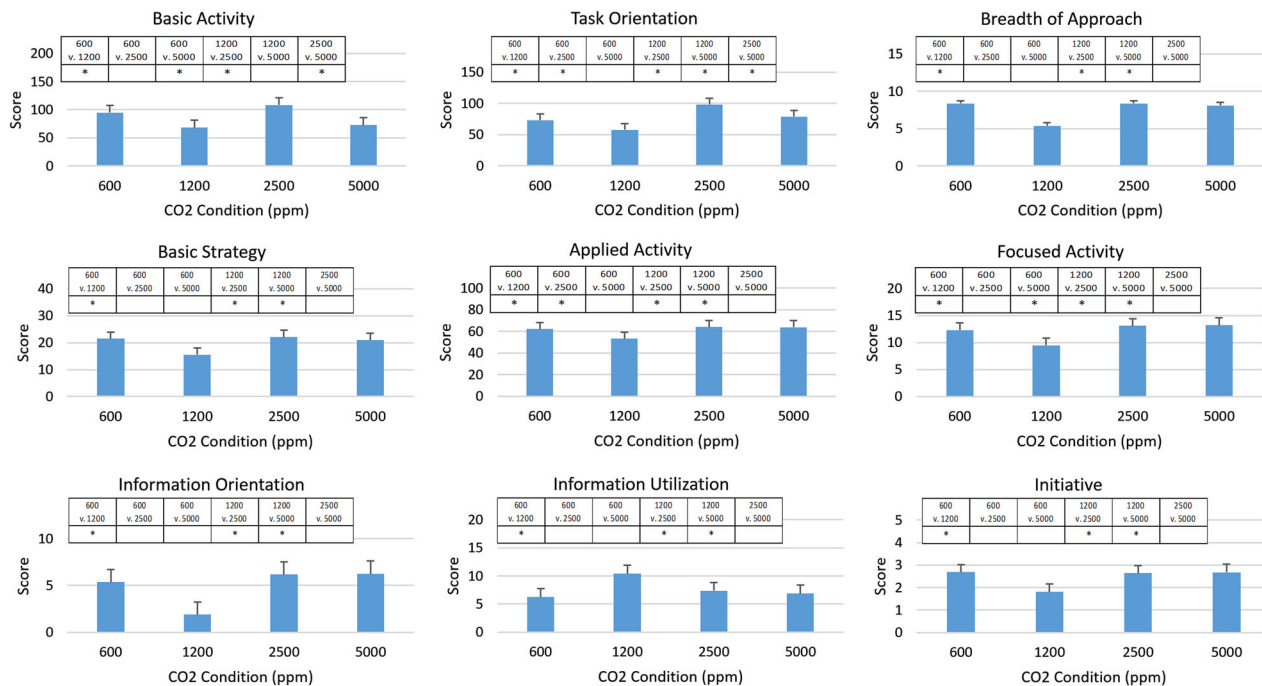 Basic Activity
600 v. 1200
600 v. 2500
600 v. 5000
1200 v. 2500
1200 v. 5000
2500 v. 5000
* * * *
Score
200
150
100
50
0
600 1200 2500 5000
CO2 Condition (ppm)
Task Orientation
600 v. 1200
600 v. 2500
600 v. 5000
1200 v. 2500
1200 v. 5000
2500 v. 5000
* * * * *
Score
150
100
50
0
600 1200 2500 5000
CO2 Condition (ppm)
Breadth of Approach
600 v. 1200
600 v. 2500
600 v. 5000
1200 v. 2500
1200 v. 5000
2500 v. 5000
* * *
Score
15
10
5
0
600 1200 2500 5000
CO2 Condition (ppm)
Basic Strategy
600 v. 1200
600 v. 2500
600 v. 5000
1200 v. 2500
1200 v. 5000
2500 v. 5000
* * *
Score
40
30
20
10
0
600 1200 2500 5000
CO2 Condition (ppm)
Applied Activity
600 v. 1200
600 v. 2500
600 v. 5000
1200 v. 2500
1200 v. 5000
2500 v. 5000
* * * *
Score
100
80
60
40
20
0
600 1200 2500 5000
CO2 Condition (ppm)
Focused Activity
600 v. 1200
600 v. 2500
600 v. 5000
1200 v. 2500
1200 v. 5000
2500 v. 5000
* * * *
Score
20
15
10
5
0
600 1200 2500 5000
CO2 Condition (ppm)
Information Orientation
600 v. 1200
600 v. 2500
600 v. 5000
1200 v. 2500
1200 v. 5000
2500 v. 5000
* * *
Score
10
5
0
600 1200 2500 5000
CO2 Condition (ppm)
Information Utilization
600 v. 1200
600 v. 2500
600 v. 5000
1200 v. 2500
1200 v. 5000
2500 v. 5000
* * *
Score
20
15
10
5
0
600 1200 2500 5000
CO2 Condition (ppm)
Initiative
600 v. 1200
600 v. 2500
600 v. 5000
1200 v. 2500
1200 v. 5000
2500 v. 5000
* * *
Score
5
4
3
2
1
0
600 1200 2500 5000
CO2 Condition (ppm)